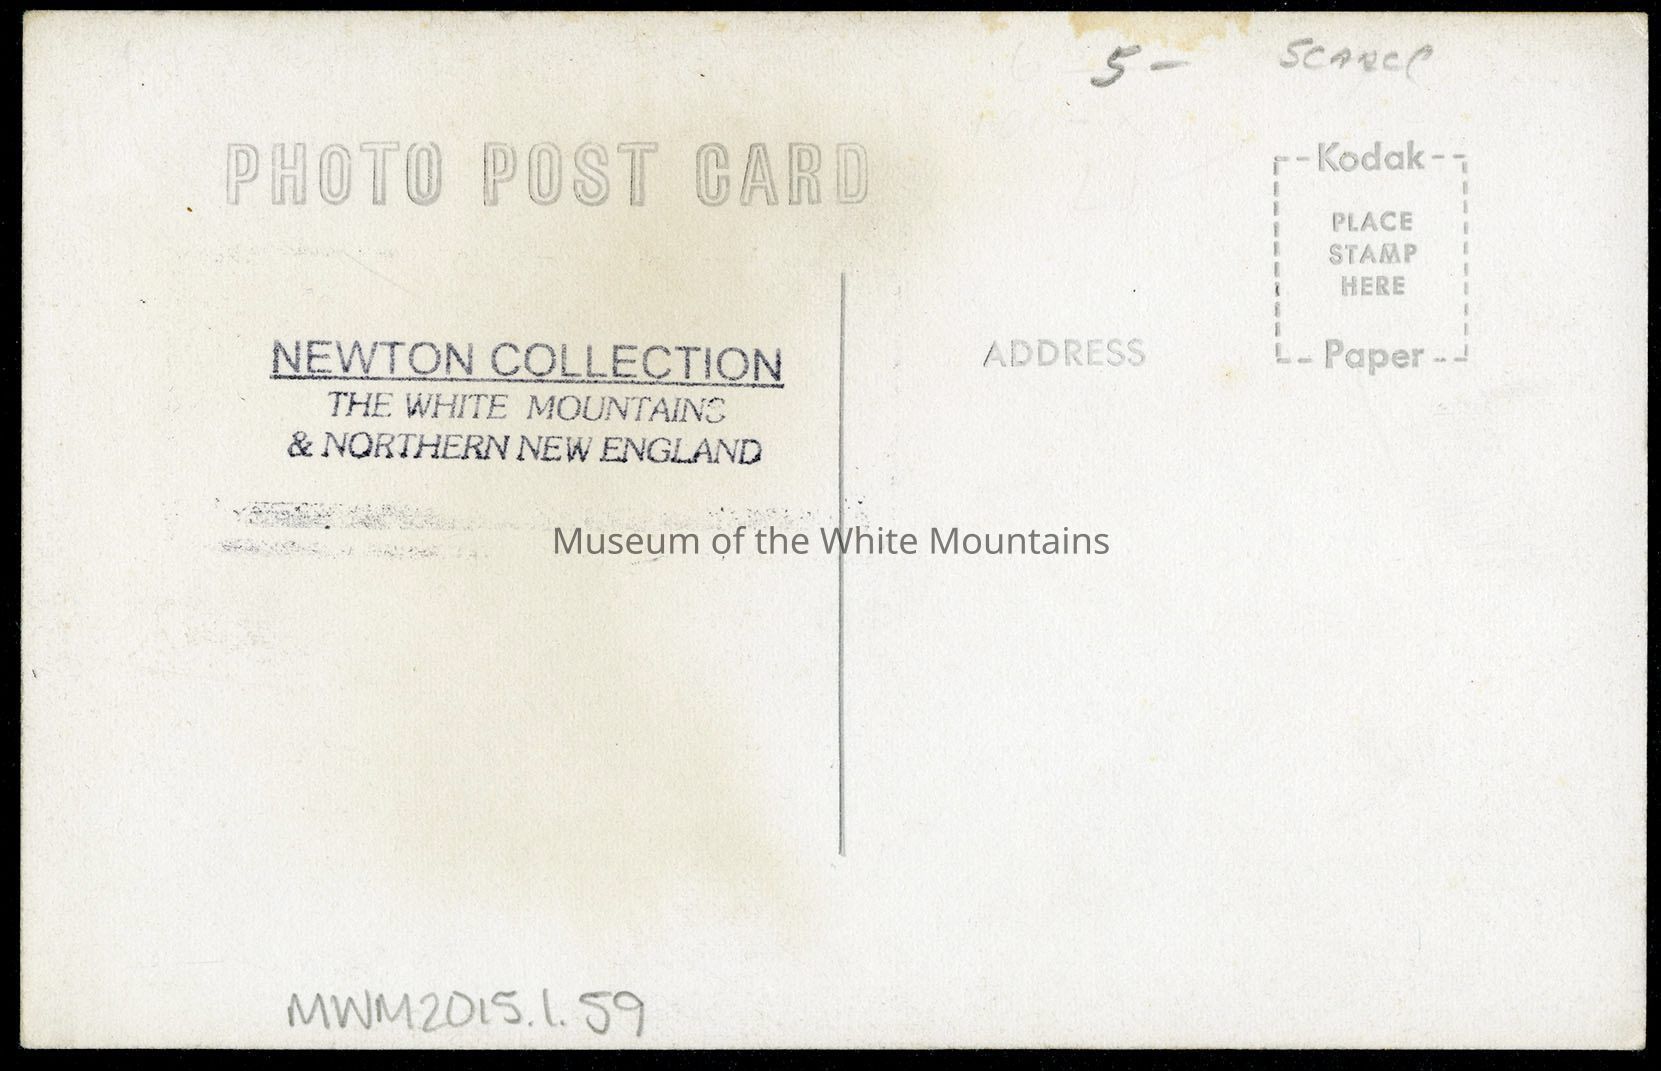 5 - SCARCE
PHOTO POST CARD
Kodak
PLACE
STAMP
HERE
Paper
NEWTON COLLECTION
THE WHITE MOUNTAINS
& NORTHERN NEW ENGLAND
ADDRESS
Museum of the White Mountains
MWM2015.1.59